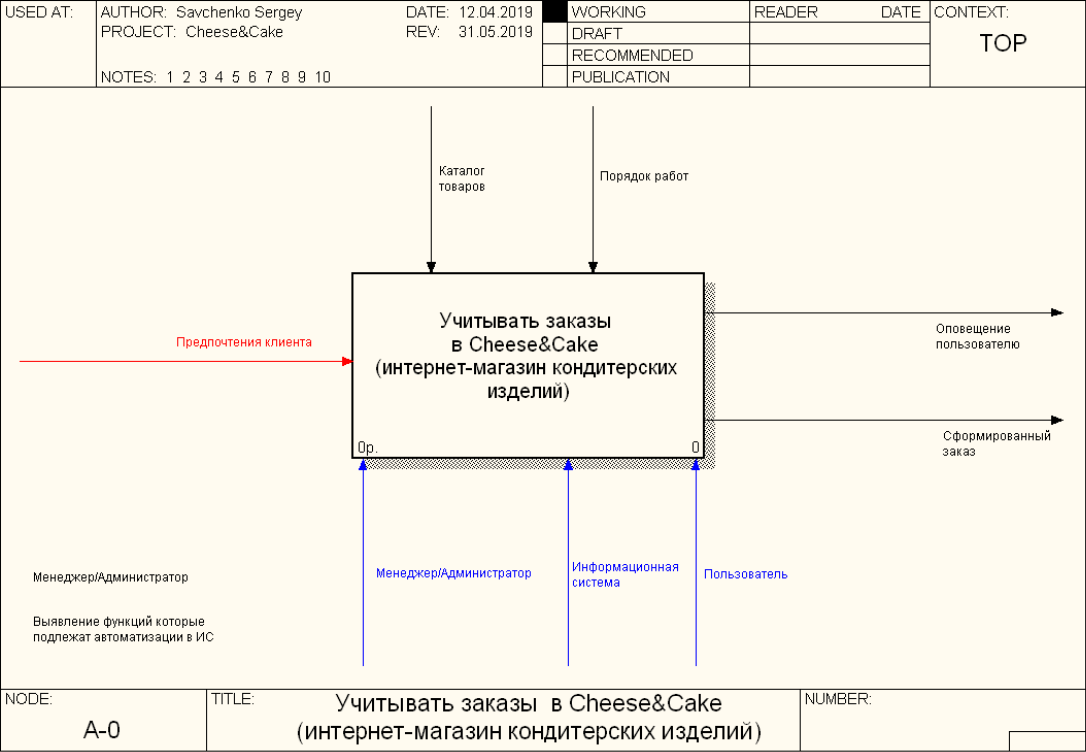 USED AT:
AUTHOR: Savchenko Sergey
DATE: 12.04.2019
PROJECT: Cheese&Cake
REV: 31.05.2019
NOTES: 1 2 3 4 5 6 7 8 9 10
WORKING
DRAFT
RECOMMENDED
PUBLICATION
READER DATE
CONTEXT:
TOP
Каталог
товаров
Порядок работ
Предпочтения клиента
Учитывать заказы
в Cheese&Cake
(интернет-магазин кондитерских
изделий)
0р.
0
Оповещение
пользователю
Сформированный
заказ
Менеджер/Администратор
Информационная
система
Пользователь
Менеджер/Администратор
Выявление функций которые
подлежат автоматизации в ИС
NODE:
A-0
TITLE:
Учитывать заказы в Cheese&Cake
(интернет-магазин кондитерских изделий)
NUMBER: